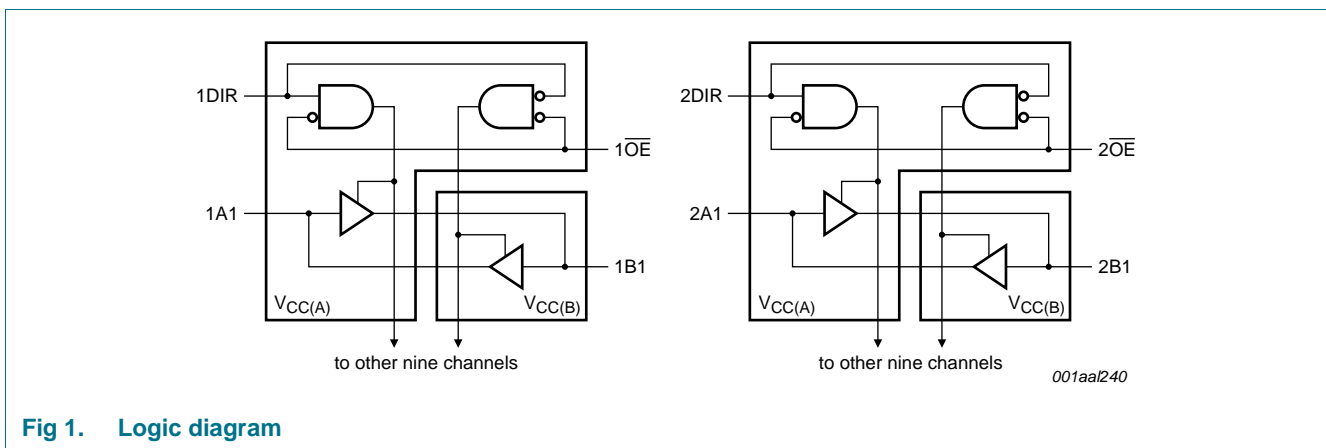 1DIR
1OE
1A1
1B1
VCC(A)
VCC(B)
to other nine channels
2DIR
2OE
2A1
2B1
VCC(A)
VCC(B)
to other nine channels
001aal240
Fig 1. Logic diagram